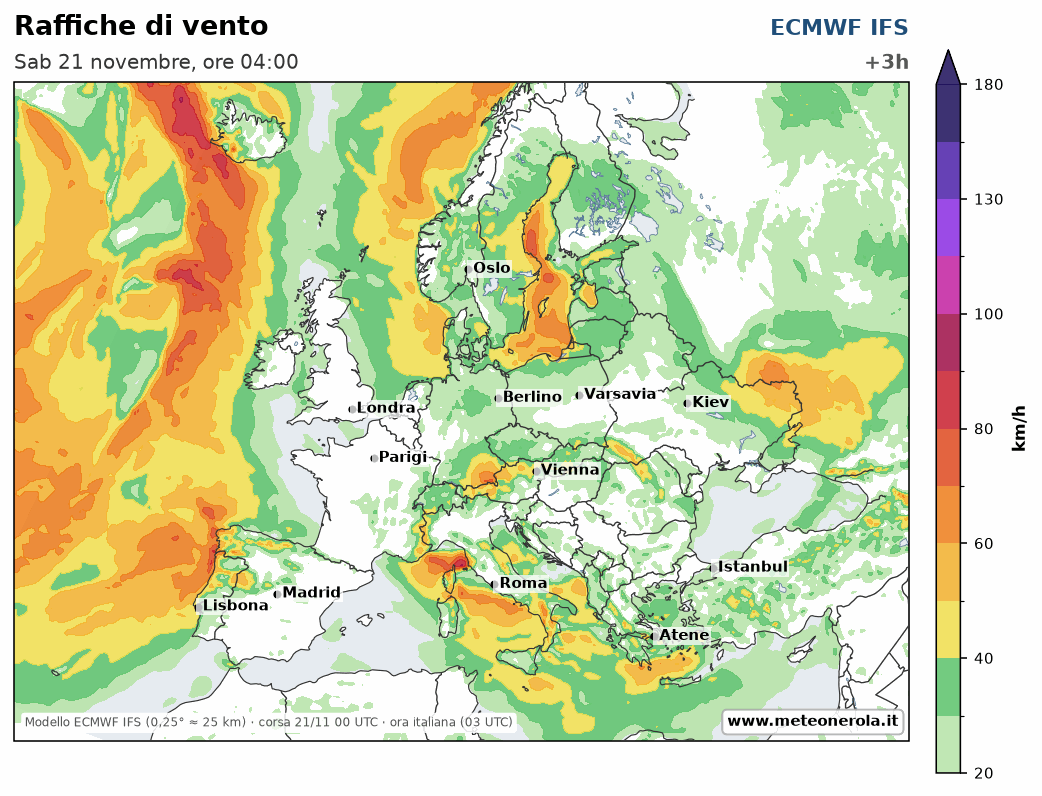 Raffiche di vento
ECMWF IFS
Sab 21 novembre, ore 04:00
+3h
180
130
100
80
60
40
20
km/h
Oslo
Berlino
Varsavia
Kiev
Londra
Parigi
Vienna
Istanbul
Roma
Madrid
Lisbona
Atene
Modello ECMWF IFS (0,25° ≈ 25 km) · corsa 21/11 00 UTC · ora italiana (03 UTC)
www.meteonerola.it